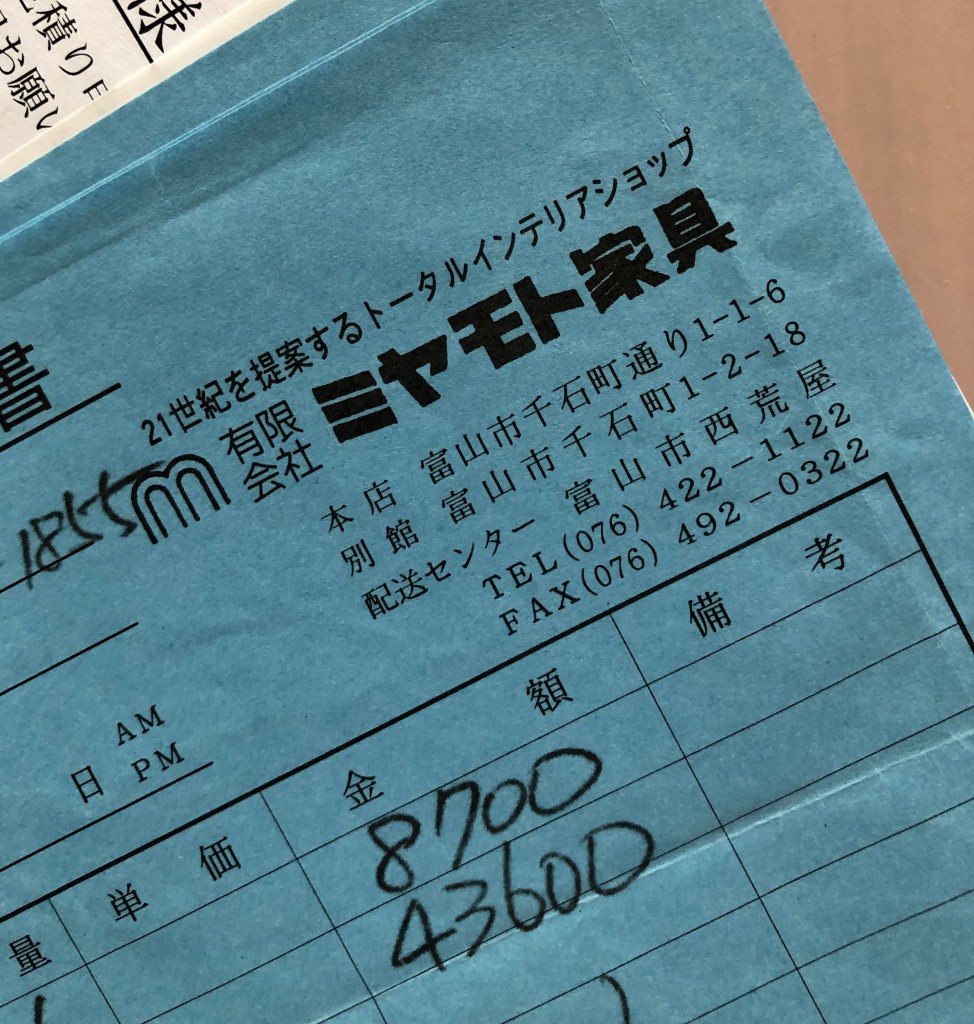 様
積り
お願い
書
21世紀を提案するトータルインテリアショップ
有限会社 ミヤモト家具
本店 富山市千石町通り1-1-6
別館 富山市千石町1-2-18
配送センター 富山市西荒屋
TEL(076) 422-1122
FAX(076) 492-0322
1855
AM
日 PM
量 単価 金額 備考
8700
43600